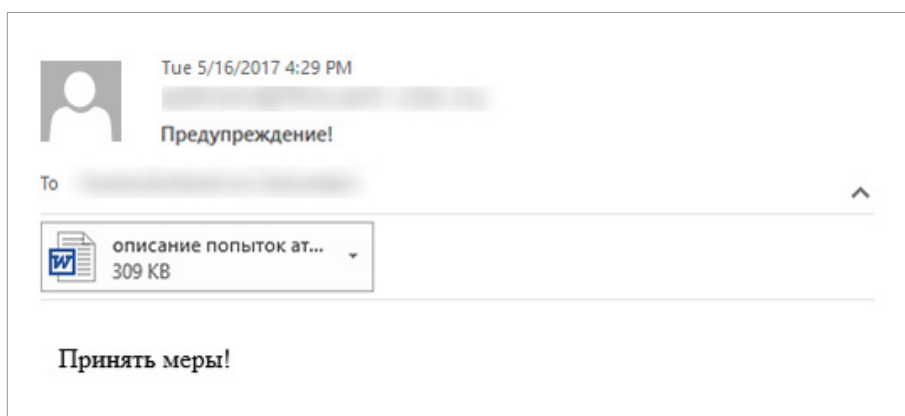 Tue 5/16/2017 4:29 PM
Предупреждение!
To
описание попыток ат...
309 KB
Принять меры!